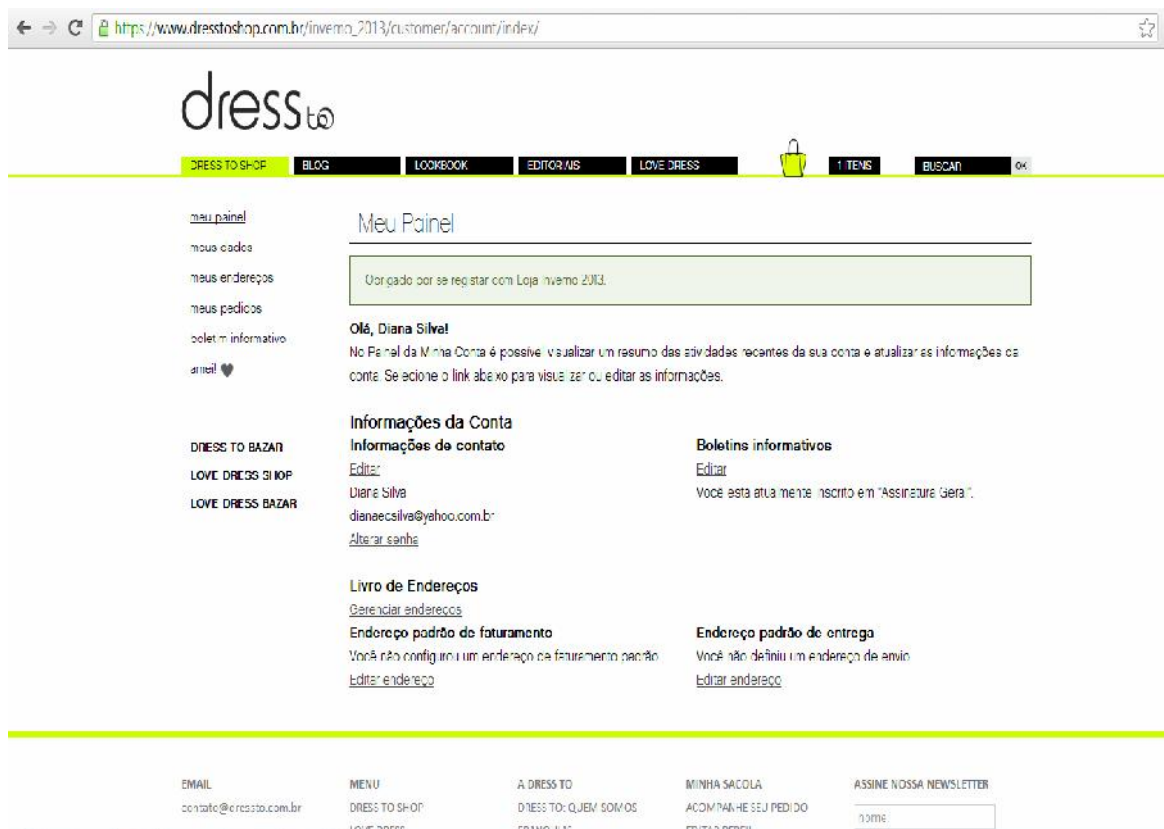 https://www.dresstoshop.com.br/inverno_2013/customer/account/index/
dress to
DRESS TO SHOP BLOG LOOKBOOK EDITORIAIS LOVE DRESS 1 ITENS BUSCAR OK
meu painel
meus dados
meus endereços
meus pedidos
boletim informativo
amei!
DRESS TO BAZAR
LOVE DRESS SHOP
LOVE DRESS BAZAR
Meu Painel
Obrigado por se registar com Loja Inverno 2013.
Olá, Diana Silva!
No Painel da Minha Conta é possível visualizar um resumo das atividades recentes da sua conta e atualizar as informações da
conta. Selecione o link abaixo para visualizar ou editar as informações.
Informações da Conta
Informações de contato
Editar
Diana Silva
dianaecsilva@yahoo.com.br
Alterar senha
Boletins informativos
Editar
Você está atualmente inscrito em "Assinatura Geral".
Livro de Endereços
Gerenciar endereços
Endereço padrão de faturamento
Você não configurou um endereço de faturamento padrão
Editar endereço
Endereço padrão de entrega
Você não definiu um endereço de envio
Editar endereço
EMAIL
contato@dressto.com.br
MENU
DRESS TO SHOP
LOVE DRESS
A DRESS TO
DRESS TO: QUEM SOMOS
MINHA SACOLA
ACOMPANHE SEU PEDIDO
EDITAR PERFIL
ASSINE NOSSA NEWSLETTER
nome